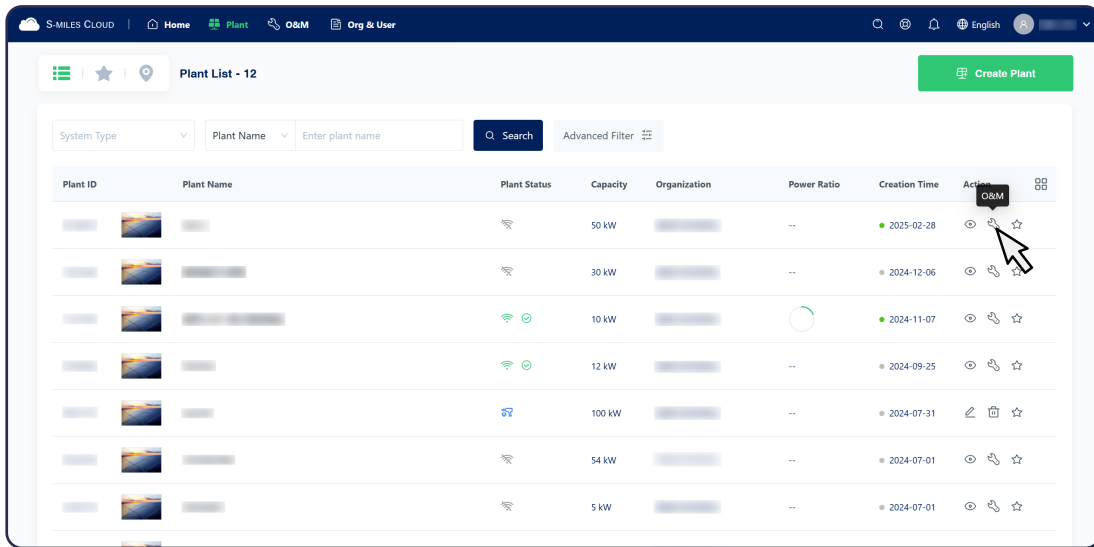 S-MILES CLOUD | Home Plant O&M Org & User English A
Plant List - 12 Create Plant
System Type Plant Name Enter plant name Search Advanced Filter
Plant ID Plant Name Plant Status Capacity Organization Power Ratio Creation Time Action
O&M
50 kW -- 2025-02-28
30 kW -- 2024-12-06
10 kW 2024-11-07
12 kW -- 2024-09-25
100 kW -- 2024-07-31
54 kW -- 2024-07-01
5 kW -- 2024-07-01